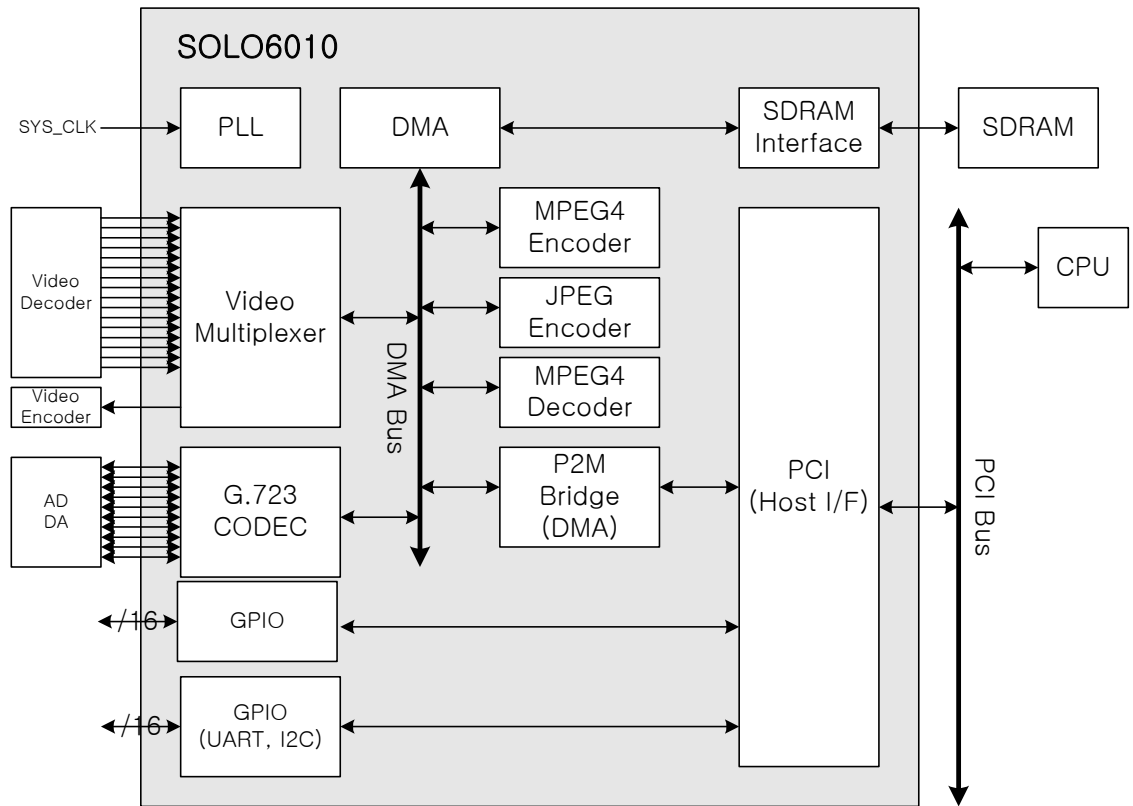 SOLO6010
SYS_CLK
PLL
DMA
SDRAM
Interface
SDRAM
Video
Decoder
Video
Multiplexer
MPEG4
Encoder
JPEG
Encoder
MPEG4
Decoder
DMA Bus
CPU
Video
Encoder
AD
DA
G.723
CODEC
P2M
Bridge
(DMA)
PCI
(Host I/F)
PCI Bus
/16
GPIO
/16
GPIO
(UART, I2C)